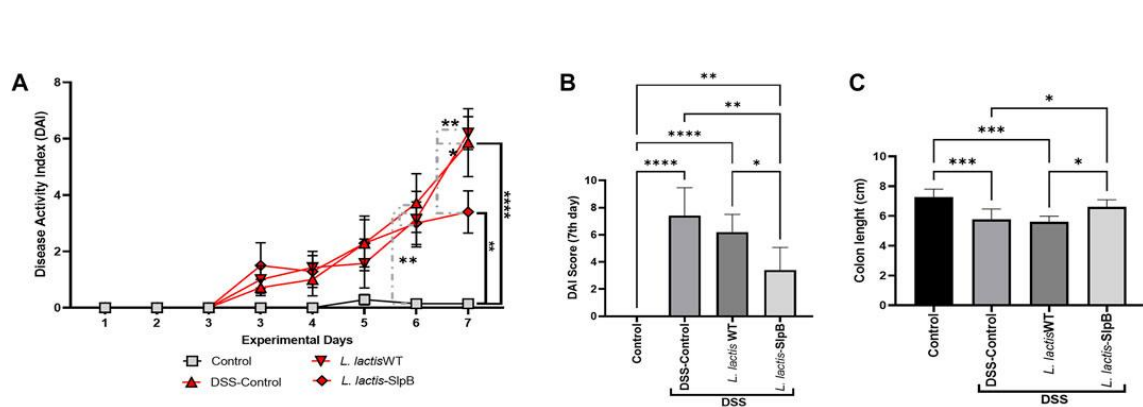 A
Disease Activity Index (DAI)
8
6
4
2
0
1 2 3 3 4 5 6 7
Experimental Days
**
*
**
****
**
Control
DSS-Control
L. lactisWT
L. lactis-SlpB
B
DAI Score (7th day)
10
8
6
4
2
0
**
**
****
****
*
Control
DSS-Control
L. lactis WT
L. lactis-SlpB
DSS
C
Colon lenght (cm)
10
8
6
4
2
0
*
***
***
*
Control
DSS-Control
L. lactisWT
L. lactis-SlpB
DSS